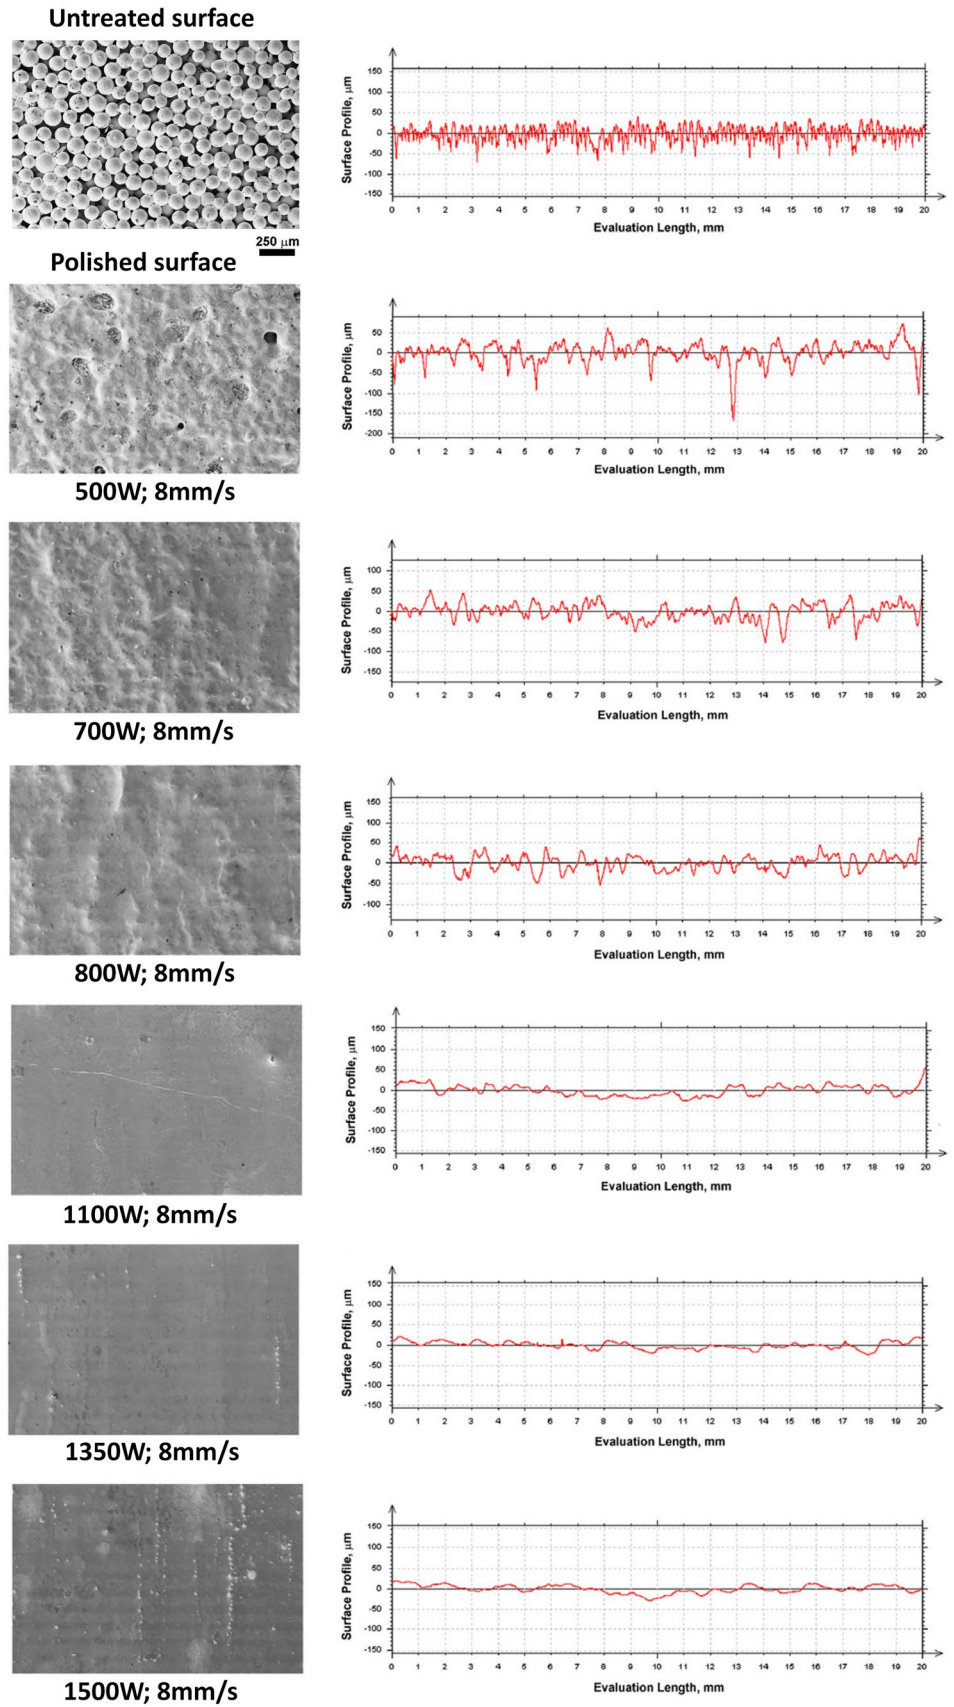 Untreated surface
250 μm
Surface Profile, μm
150
100
50
0
-50
-100
-150
0 1 2 3 4 5 6 7 8 9 10 11 12 13 14 15 16 17 18 19 20
Evaluation Length, mm
Polished surface
Surface Profile, μm
50
0
-50
-100
-150
-200
0 1 2 3 4 5 6 7 8 9 10 11 12 13 14 15 16 17 18 19 20
Evaluation Length, mm
500W; 8mm/s
Surface Profile, μm
100
50
0
-50
-100
-150
0 1 2 3 4 5 6 7 8 9 10 11 12 13 14 15 16 17 18 19 20
Evaluation Length, mm
700W; 8mm/s
Surface Profile, μm
150
100
50
0
-50
-100
0 1 2 3 4 5 6 7 8 9 10 11 12 13 14 15 16 17 18 19 20
Evaluation Length, mm
800W; 8mm/s
Surface Profile, μm
150
100
50
0
-50
-100
-150
0 1 2 3 4 5 6 7 8 9 10 11 12 13 14 15 16 17 18 19 20
Evaluation Length, mm
1100W; 8mm/s
Surface Profile, μm
150
100
50
0
-50
-100
-150
0 1 2 3 4 5 6 7 8 9 10 11 12 13 14 15 16 17 18 19 20
Evaluation Length, mm
1350W; 8mm/s
Surface Profile, μm
150
100
50
0
-50
-100
-150
0 1 2 3 4 5 6 7 8 9 10 11 12 13 14 15 16 17 18 19 20
Evaluation Length, mm
1500W; 8mm/s